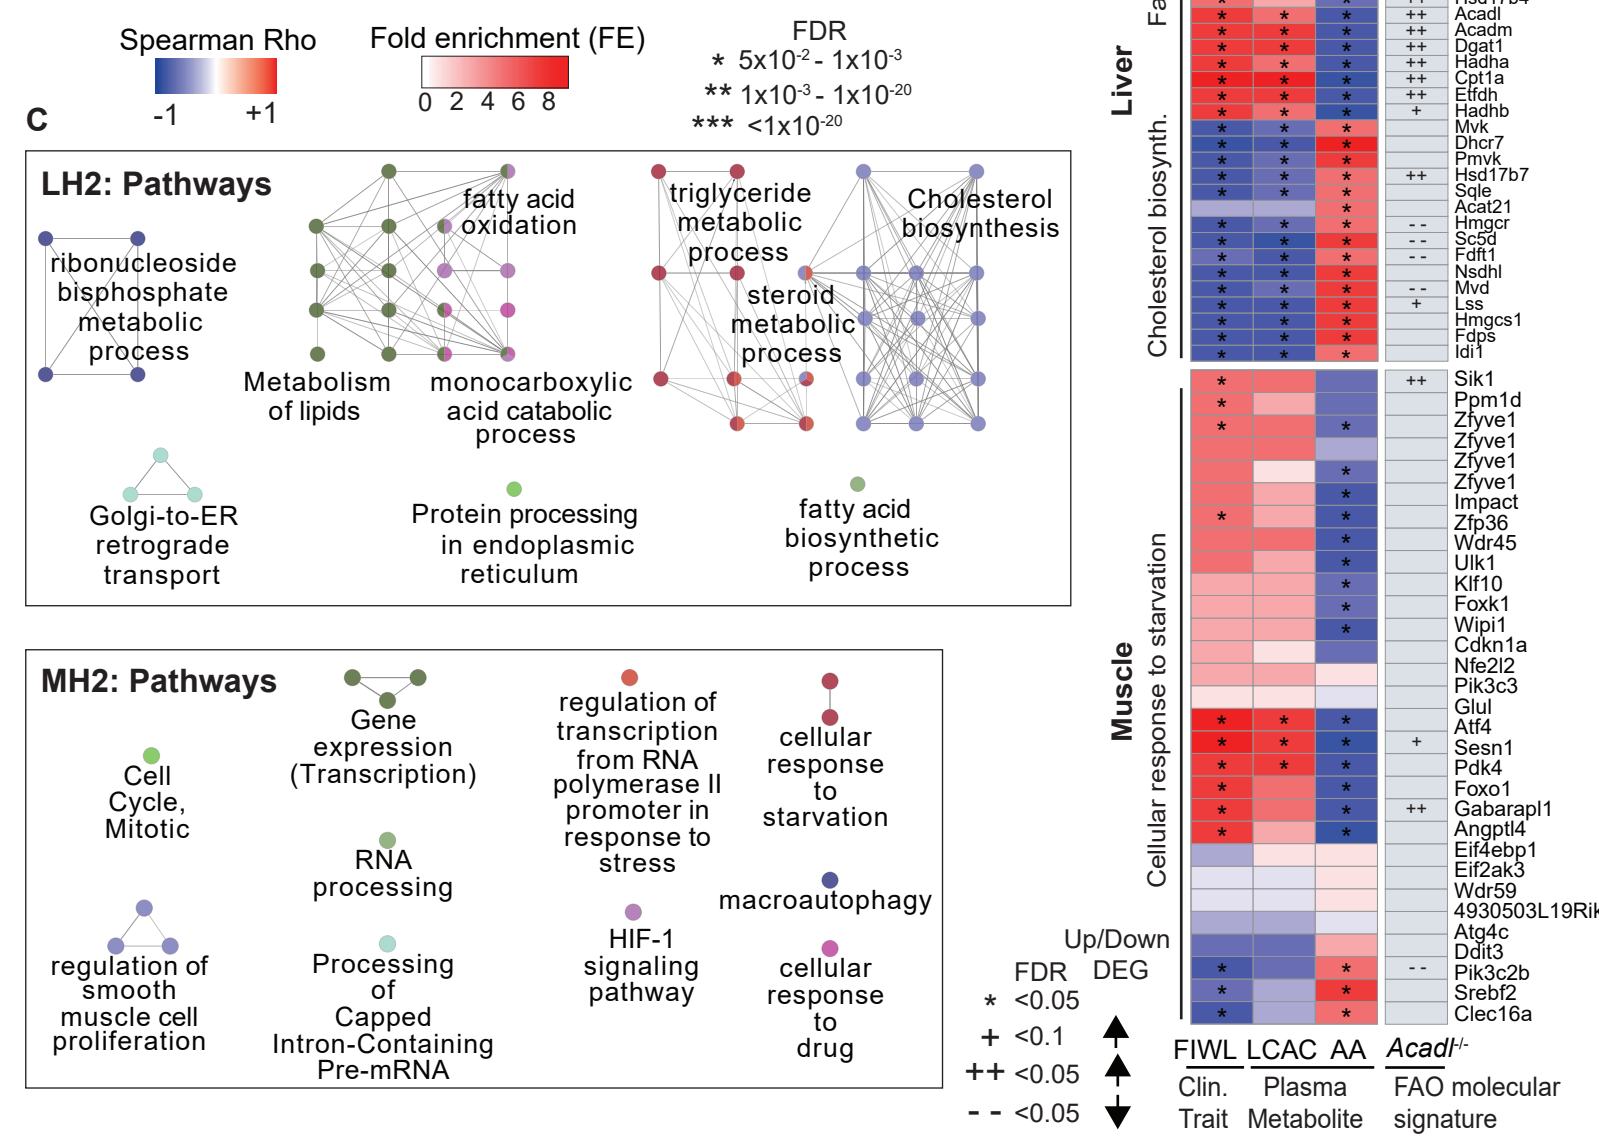 Spearman Rho
-1 +1
Fold enrichment (FE)
0 2 4 6 8
FDR
* 5x10-2 - 1x10-3
** 1x10-3 - 1x10-20
*** <1x10-20
C
LH2: Pathways
ribonucleoside
bisphosphate
metabolic
process
fatty acid
oxidation
Metabolism
of lipids
monocarboxylic
acid catabolic
process
triglyceride
metabolic
process
steroid
metabolic
process
Cholesterol
biosynthesis
Golgi-to-ER
retrograde
transport
Protein processing
in endoplasmic
reticulum
fatty acid
biosynthetic
process
MH2: Pathways
Cell
Cycle,
Mitotic
Gene
expression
(Transcription)
regulation of
transcription
from RNA
polymerase II
promoter in
response to
stress
cellular
response
to
starvation
RNA
processing
macroautophagy
regulation of
smooth
muscle cell
proliferation
Processing
of
Capped
Intron-Containing
Pre-mRNA
HIF-1
signaling
pathway
cellular
response
to
drug
Liver
Fa
Cholesterol biosynth.
* * * ++ Acadl
* * * ++ Acadm
* * * ++ Dgat1
* * * ++ Hadha
* * * ++ Cpt1a
* * * ++ Etfdh
* * * + Hadhb
* * * Mvk
* * * Dhcr7
* * * Pmvk
* * * ++ Hsd17b7
* * * Sqle
* Acat21
* * * - - Hmgcr
* * * - - Sc5d
* * * - - Fdft1
* * * Nsdhl
* * * - - Mvd
* * * + Lss
* * * Hmgcs1
* * * Fdps
* * * Idi1
Muscle
Cellular response to starvation
* ++ Sik1
* Ppm1d
* * Zfyve1
Zfyve1
* Zfyve1
* Zfyve1
Impact
* * Zfp36
* Wdr45
* Ulk1
* Klf10
* Foxk1
* Wipi1
Cdkn1a
Nfe2l2
Pik3c3
Glul
* * * Atf4
* * * + Sesn1
* * * Pdk4
* * Foxo1
* * ++ Gabarapl1
* * Angptl4
Eif4ebp1
Eif2ak3
Wdr59
4930503L19Rik
Atg4c
Ddit3
* * - - Pik3c2b
* * Srebf2
* * Clec16a
FIWL LCAC AA Acadl-/-
Clin.
Trait
Plasma
Metabolite
FAO molecular
signature
Up/Down
FDR DEG
* <0.05
+ <0.1
++ <0.05
- - <0.05